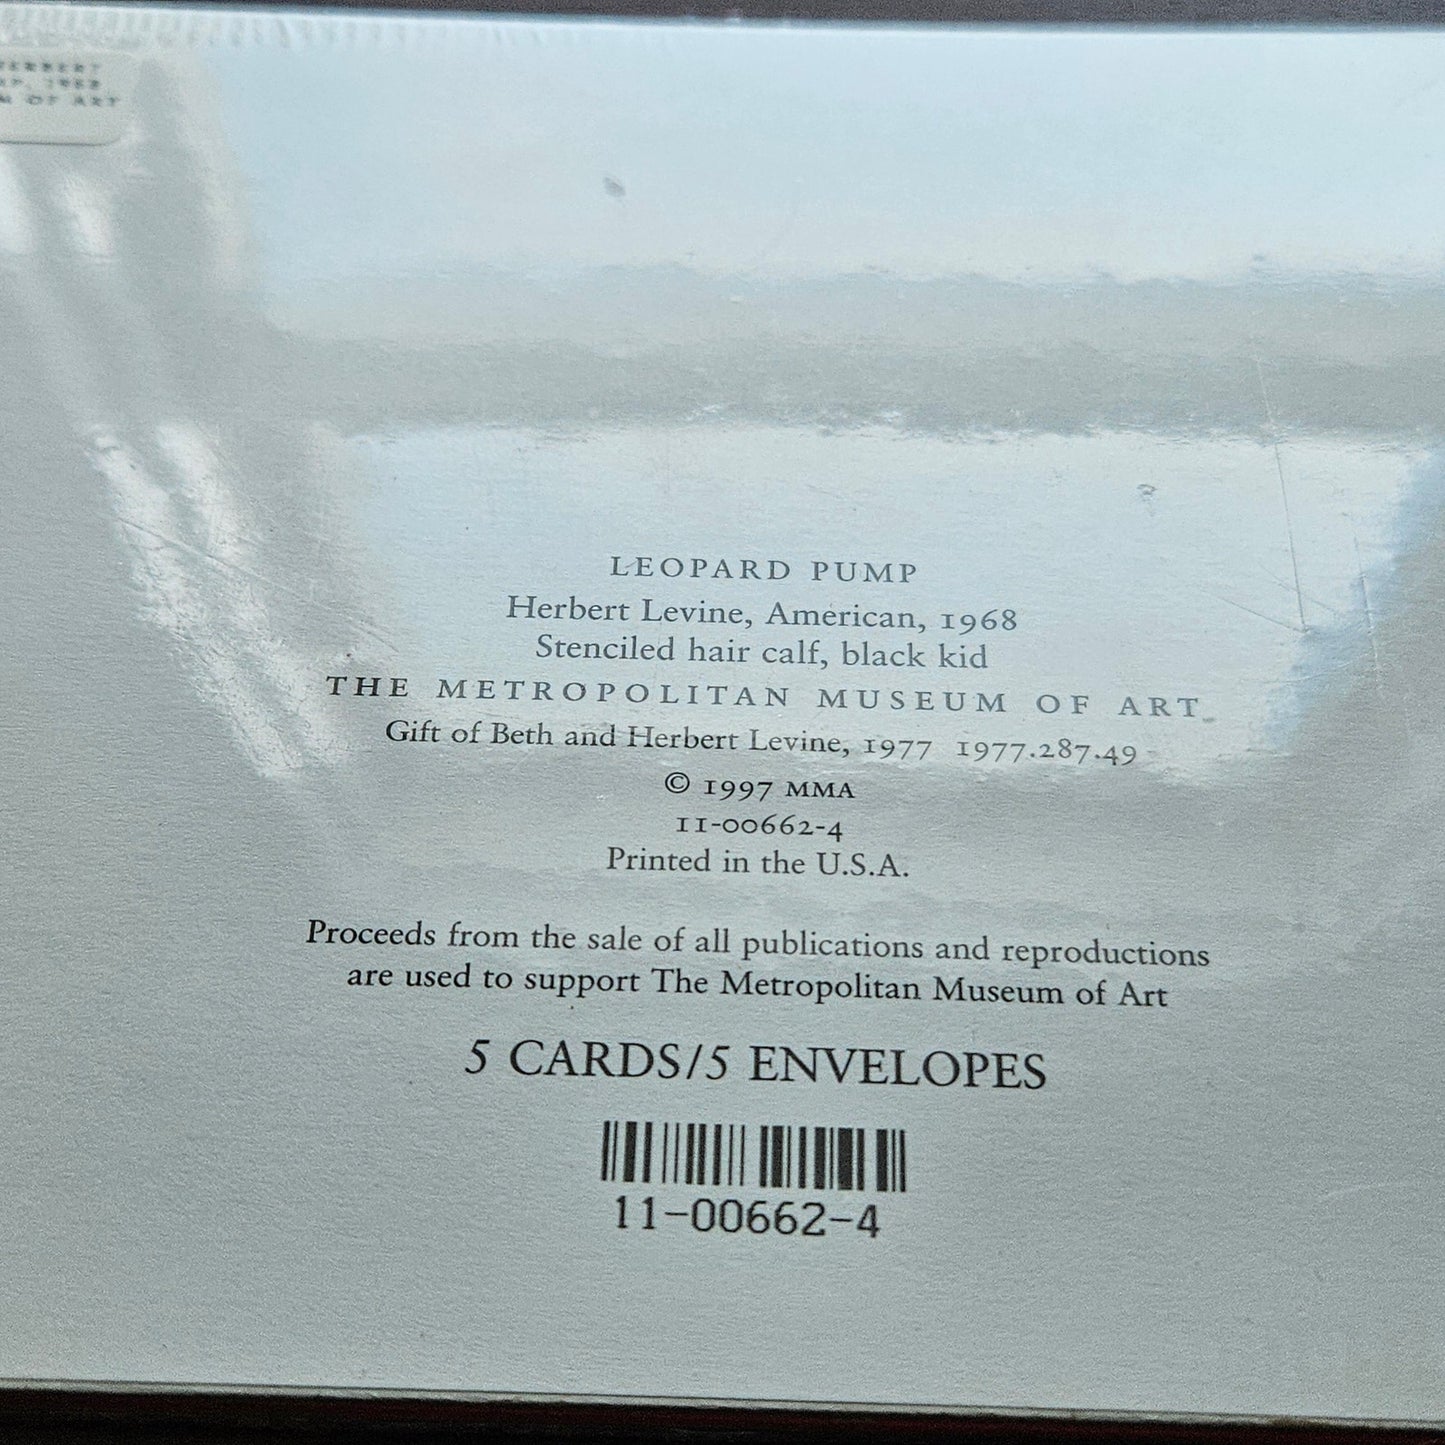 M OF ART
LEOPARD PUMP
Herbert Levine, American, 1968
Stenciled hair calf, black kid
THE METROPOLITAN MUSEUM OF ART
Gift of Beth and Herbert Levine, 1977 1977.287.49
© 1997 MMA
11-00662-4
Printed in the U.S.A.
Proceeds from the sale of all publications and reproductions
are used to support The Metropolitan Museum of Art
5 CARDS/5 ENVELOPES
11-00662-4